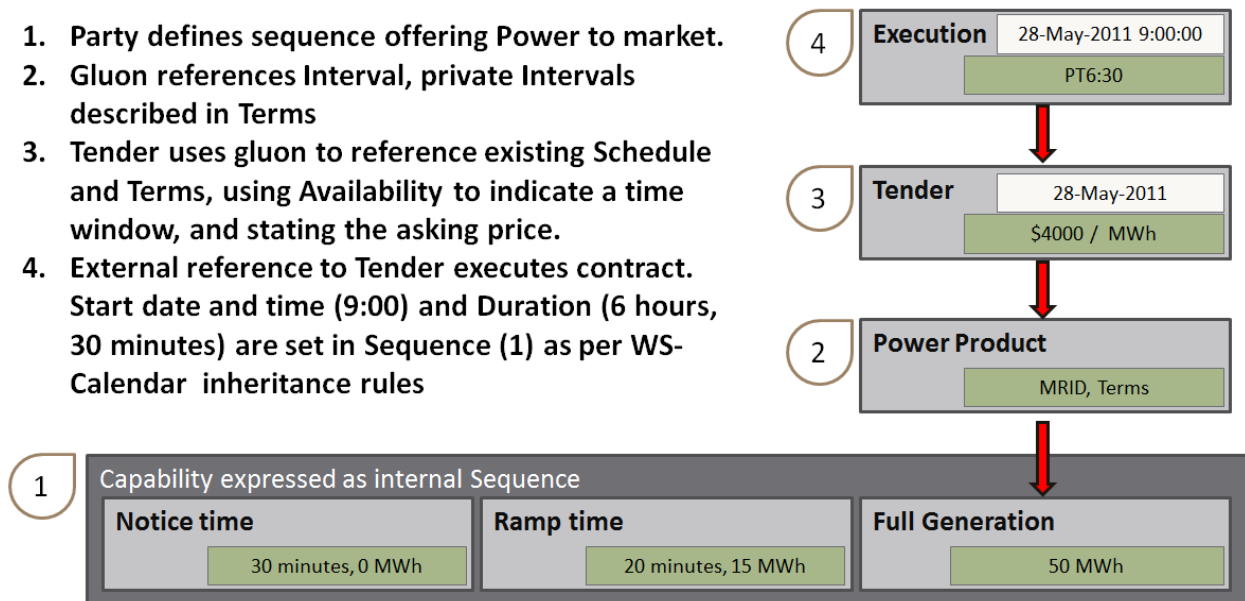 1. Party defines sequence offering Power to market.
2. Gluon references Interval, private Intervals
described in Terms
3. Tender uses gluon to reference existing Schedule
and Terms, using Availability to indicate a time
window, and stating the asking price.
4. External reference to Tender executes contract.
Start date and time (9:00) and Duration (6 hours,
30 minutes) are set in Sequence (1) as per WS-
Calendar inheritance rules
4
Execution
28-May-2011 9:00:00
PT6:30
3
Tender
28-May-2011
$4000 / MWh
2
Power Product
MRID, Terms
1
Capability expressed as internal Sequence
Notice time
30 minutes, 0 MWh
Ramp time
20 minutes, 15 MWh
Full Generation
50 MWh